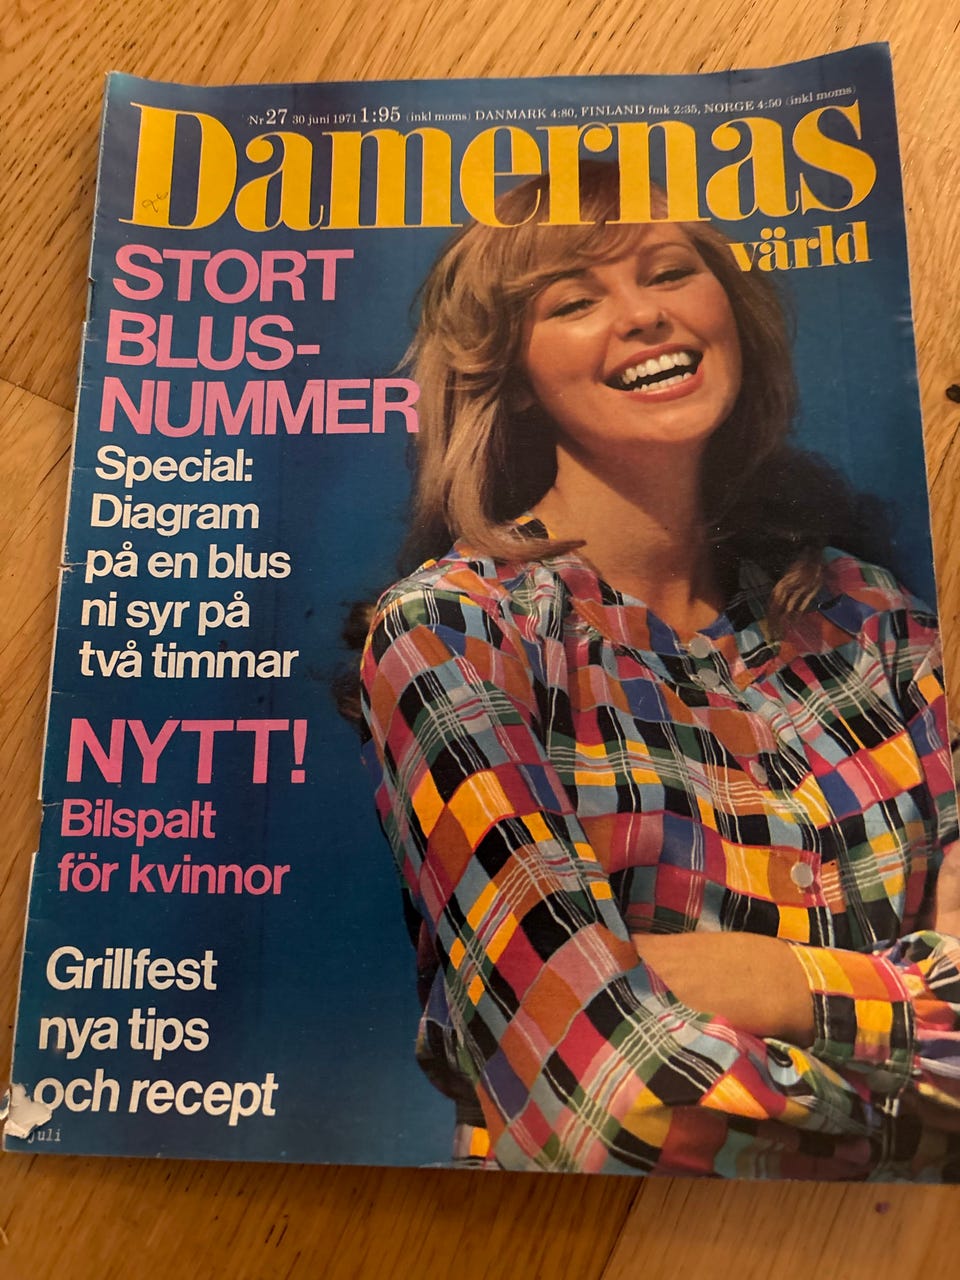 Nr 27 30 juni 1971 1:95 (inkl moms) DANMARK 4:80, FINLAND fmk 2:35, NORGE 4:50 (inkl moms)
Damernas
värld
STORT
BLUS-
NUMMER
Special:
Diagram
på en blus
ni syr på
två timmar
NYTT!
Bilspalt
för kvinnor
Grillfest
nya tips
och recept
juli